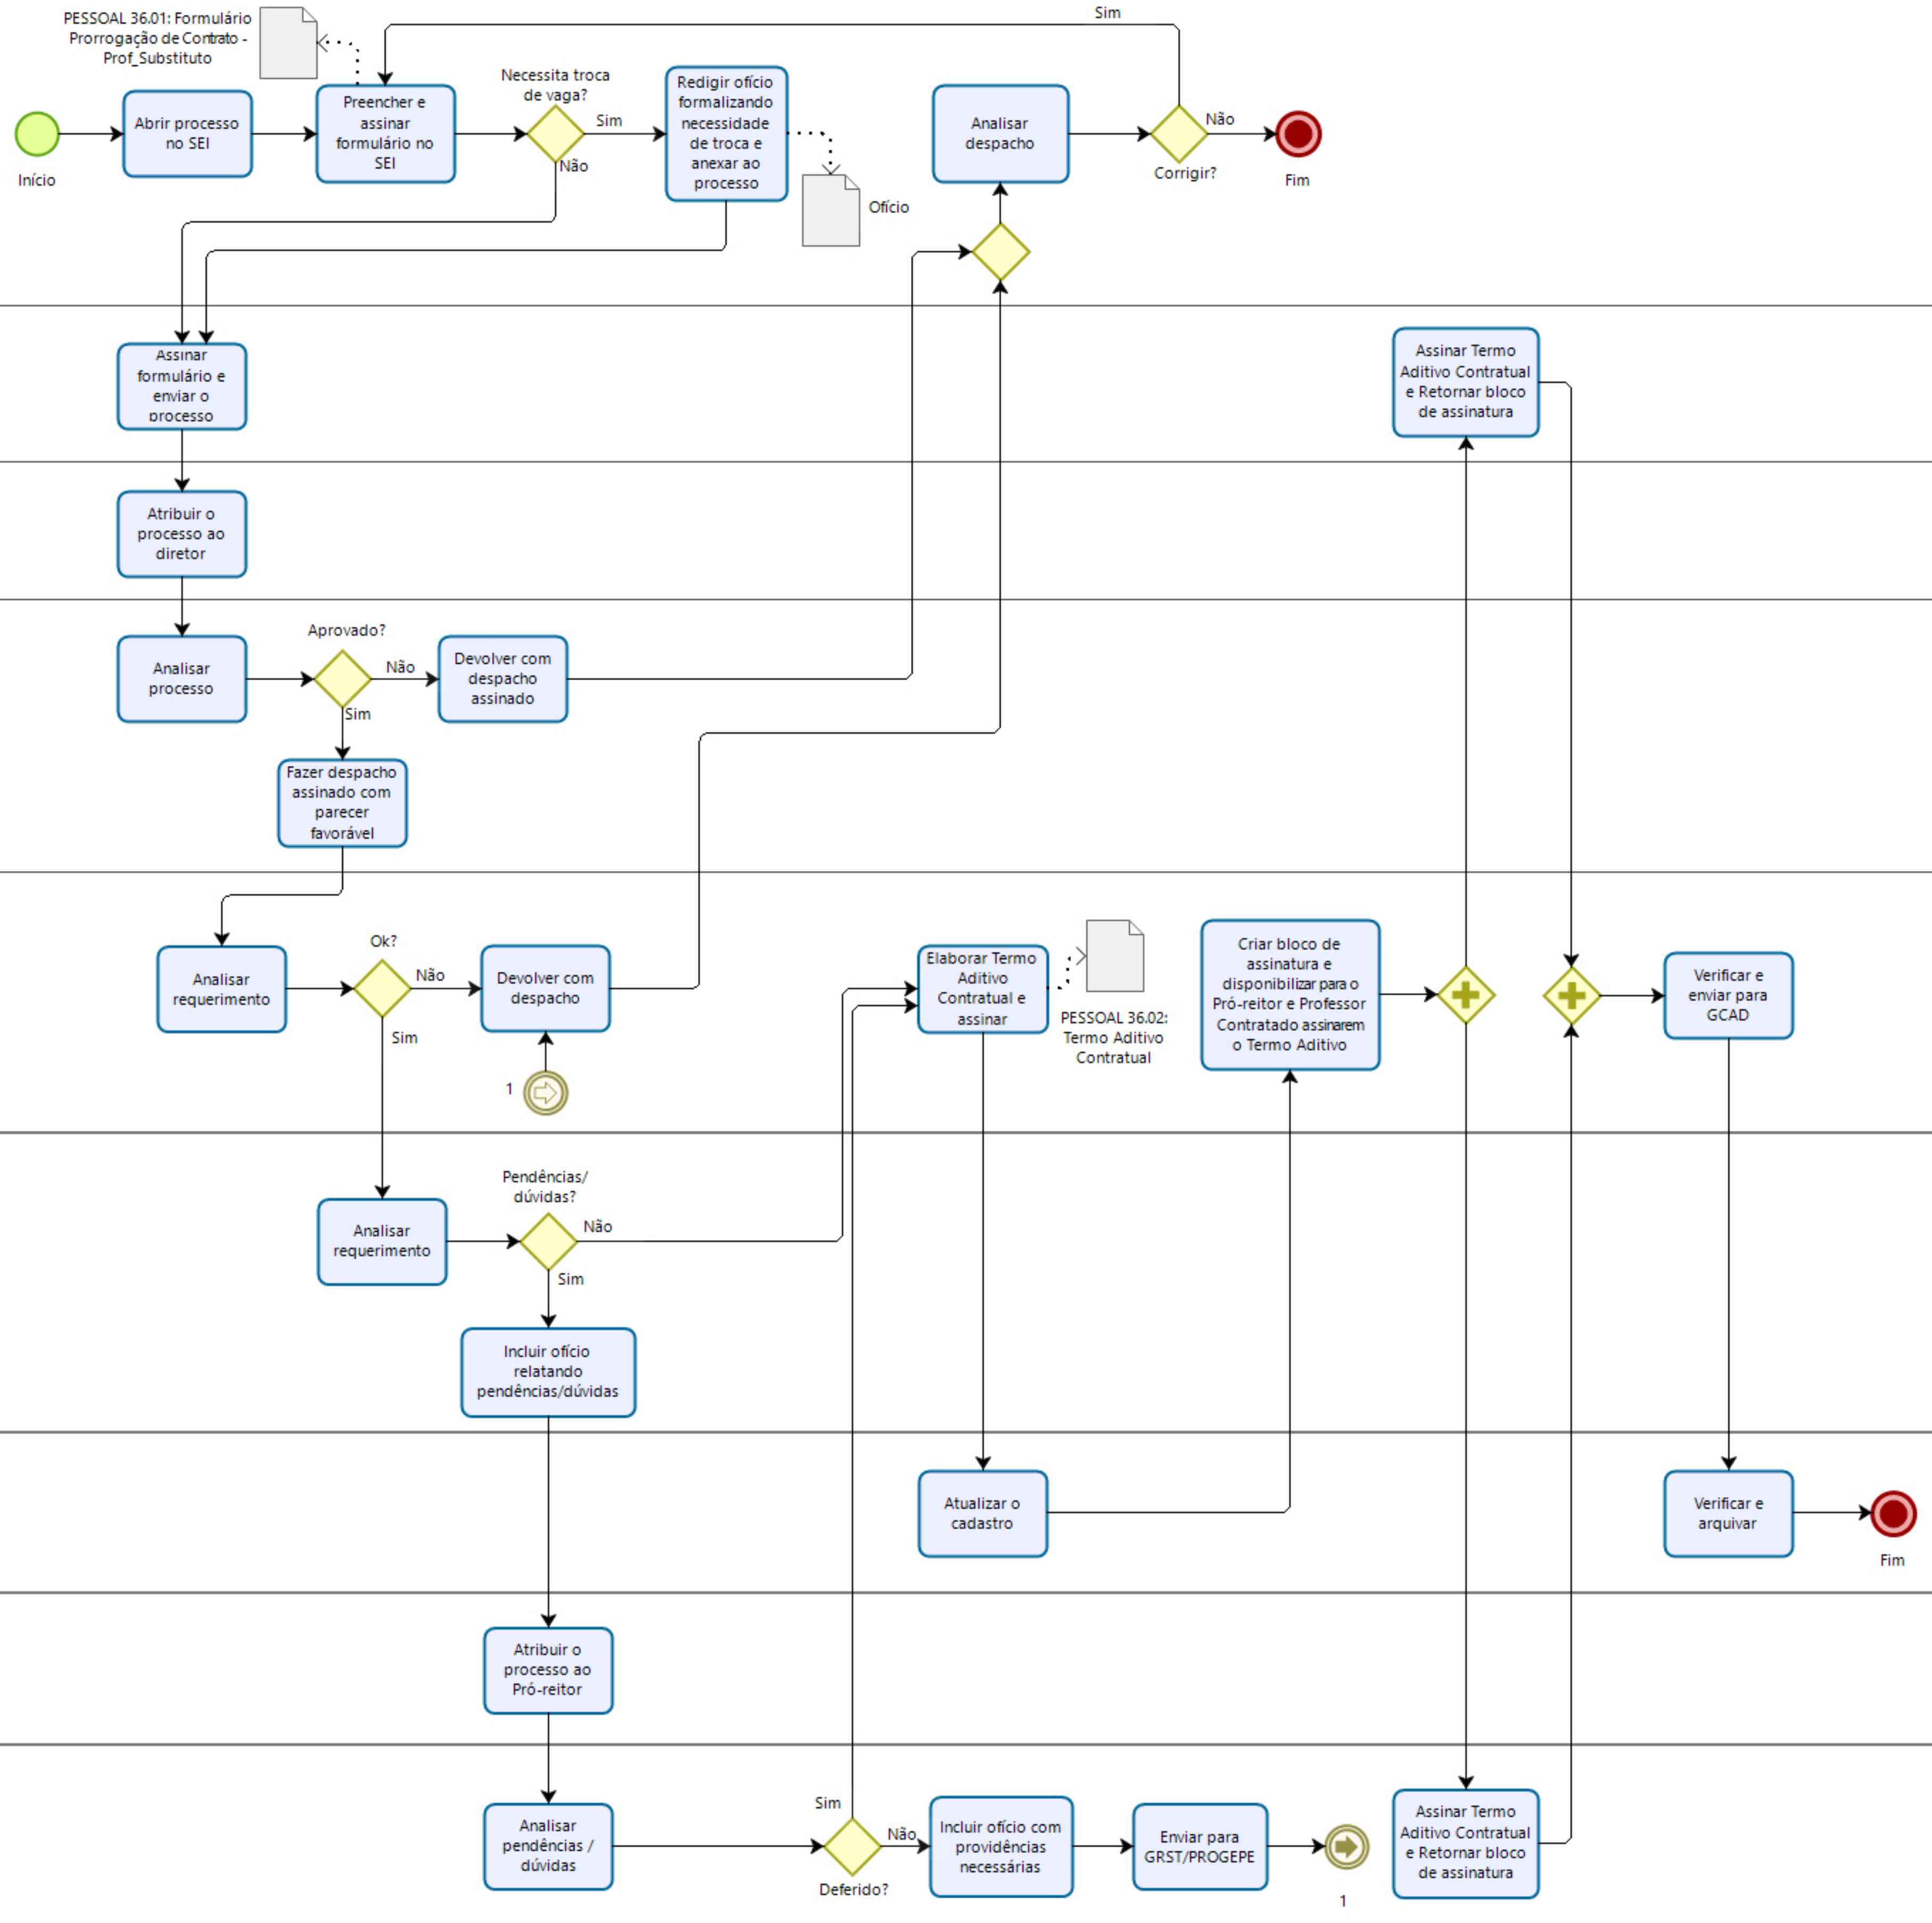 PESSOAL 36.01: Formulário
Prorrogação de Contrato -
Prof_Substituto
Sim
Início
Abrir processo
no SEI
Preencher e
assinar
formulário no
SEI
Necessita troca
de vaga?
Sim
Não
Redigir ofício
formalizando
necessidade
de troca e
anexar ao
processo
Ofício
Analisar
despacho
Corrigir?
Não
Fim
Assinar
formulário e
enviar o
processo
Assinar Termo
Aditivo Contratual
e Retornar bloco
de assinatura
Atribuir o
processo ao
diretor
Analisar
processo
Aprovado?
Não
Sim
Devolver com
despacho
assinado
Fazer despacho
assinado com
parecer
favorável
Analisar
requerimento
Ok?
Não
Sim
Devolver com
despacho
1
Elaborar Termo
Aditivo
Contratual e
assinar
PESSOAL 36.02:
Termo Aditivo
Contratual
Criar bloco de
assinatura e
disponibilizar para o
Pró-reitor e Professor
Contratado assinarem
o Termo Aditivo
Verificar e
enviar para
GCAD
Analisar
requerimento
Pendências/
dúvidas?
Não
Sim
Incluir ofício
relatando
pendências/dúvidas
Atualizar o
cadastro
Verificar e
arquivar
Fim
Atribuir o
processo ao
Pró-reitor
Analisar
pendências /
dúvidas
Sim
Deferido?
Não
Incluir ofício com
providências
necessárias
Enviar para
GRST/PROGEPE
1
Assinar Termo
Aditivo Contratual
e Retornar bloco
de assinatura